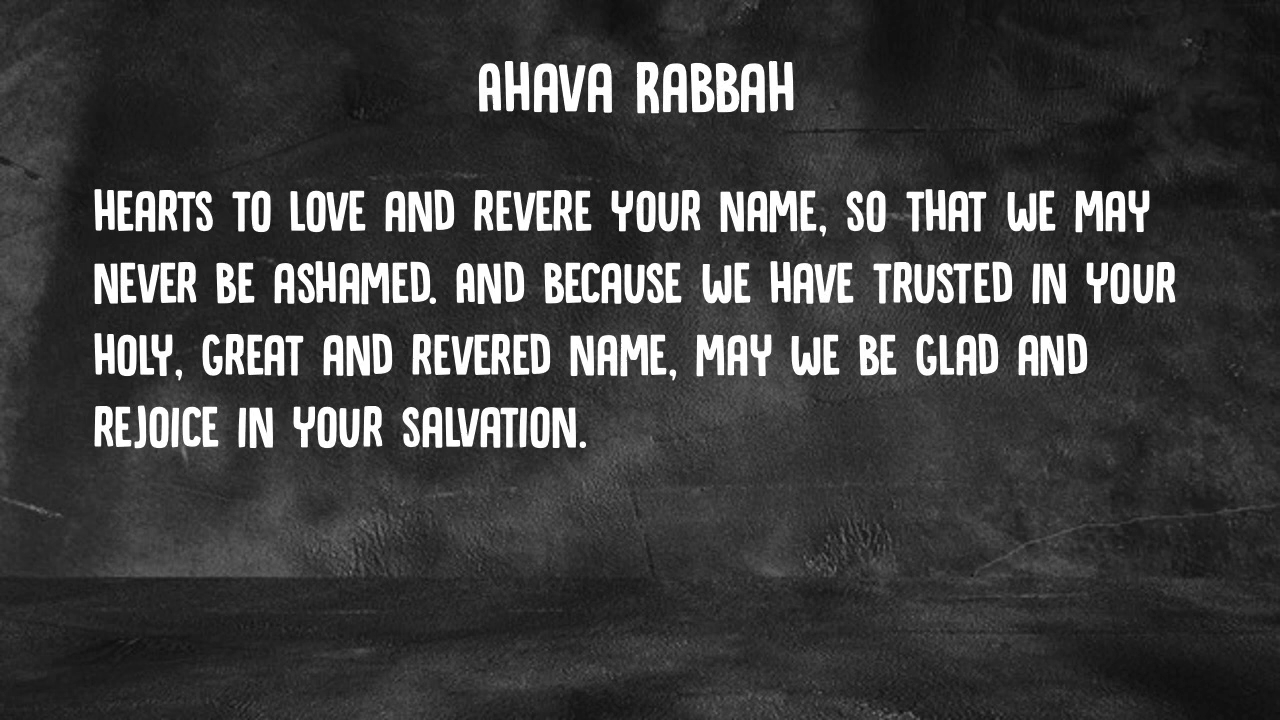 AHAVA RABBAH
HEARTS TO LOVE AND REVERE YOUR NAME, SO THAT WE MAY
NEVER BE ASHAMED. AND BECAUSE WE HAVE TRUSTED IN YOUR
HOLY, GREAT AND REVERED NAME, MAY WE BE GLAD AND
REJOICE IN YOUR SALVATION.